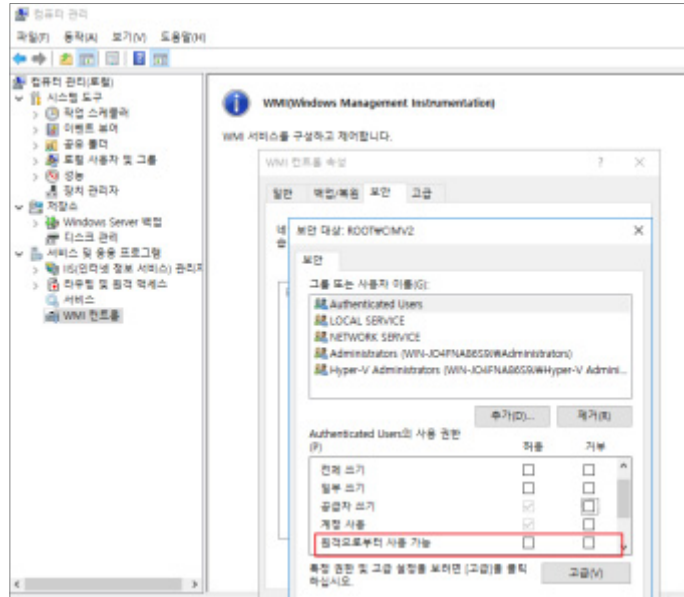 컴퓨터 관리
파일(F) 동작(A) 보기(V) 도움말(H)
컴퓨터 관리(로컬)
시스템 도구
작업 스케줄러
이벤트 뷰어
공유 폴더
로컬 사용자 및 그룹
성능
장치 관리자
저장소
Windows Server 백업
디스크 관리
서비스 및 응용 프로그램
IIS(인터넷 정보 서비스) 관리자
라우팅 및 원격 액세스
서비스
WMI 컨트롤
WMI(Windows Management Instrumentation)
WMI 서비스를 구성하고 제어합니다.
WMI 컨트롤 속성
일반 백업/복원 보안 고급
보안 대상: ROOT₩CIMV2
보안
그룹 또는 사용자 이름(G):
Authenticated Users
LOCAL SERVICE
NETWORK SERVICE
Administrators (WIN-JO4FNA86S9J₩Administrators)
Hyper-V Administrators (WIN-JO4FNA86S9J₩Hyper-V Admini...
추가(D)... 제거(R)
Authenticated Users의 사용 권한
(P) 허용 거부
전체 쓰기
일부 쓰기
공급자 쓰기
계정 사용
원격으로부터 사용 가능
특정 권한 및 고급 설정를 보려면 [고급]를 클릭
하십시오.
고급(V)